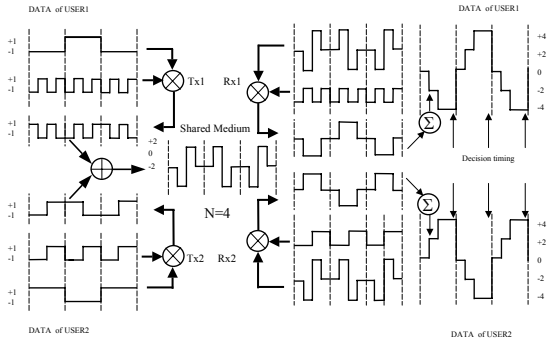 DATA of USER1
DATA of USER1
+1
-1
+1
-1
+1
-1
Tx1
Rx1
+4
+2
0
-2
-4
Σ
Shared Medium
+2
0
-2
Decision timing
N=4
+1
-1
+1
-1
+1
-1
Tx2
Rx2
Σ
+4
+2
0
-2
-4
DATA of USER2
DATA of USER2